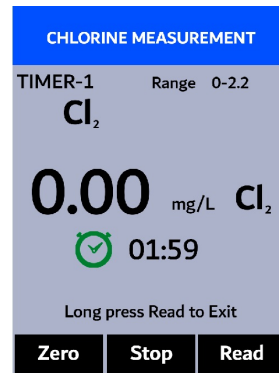 CHLORINE MEASUREMENT
TIMER-1 Range 0-2.2
Cl₂
0.00 mg/L Cl₂
01:59
Long press Read to Exit
Zero Stop Read